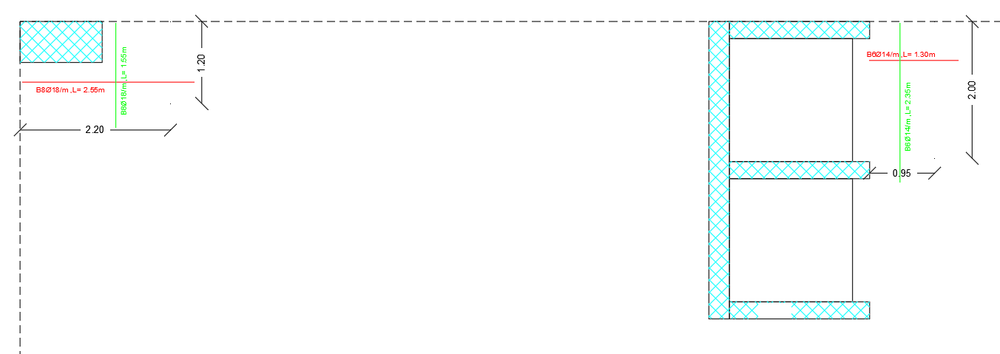 B8Ø18/m ,L= 2.55m
B8Ø18/m ,L= 1.55m
1.20
2.20
B6Ø14/m ,L= 1.30m
B6Ø14/m ,L= 2.35m
2.00
0.95